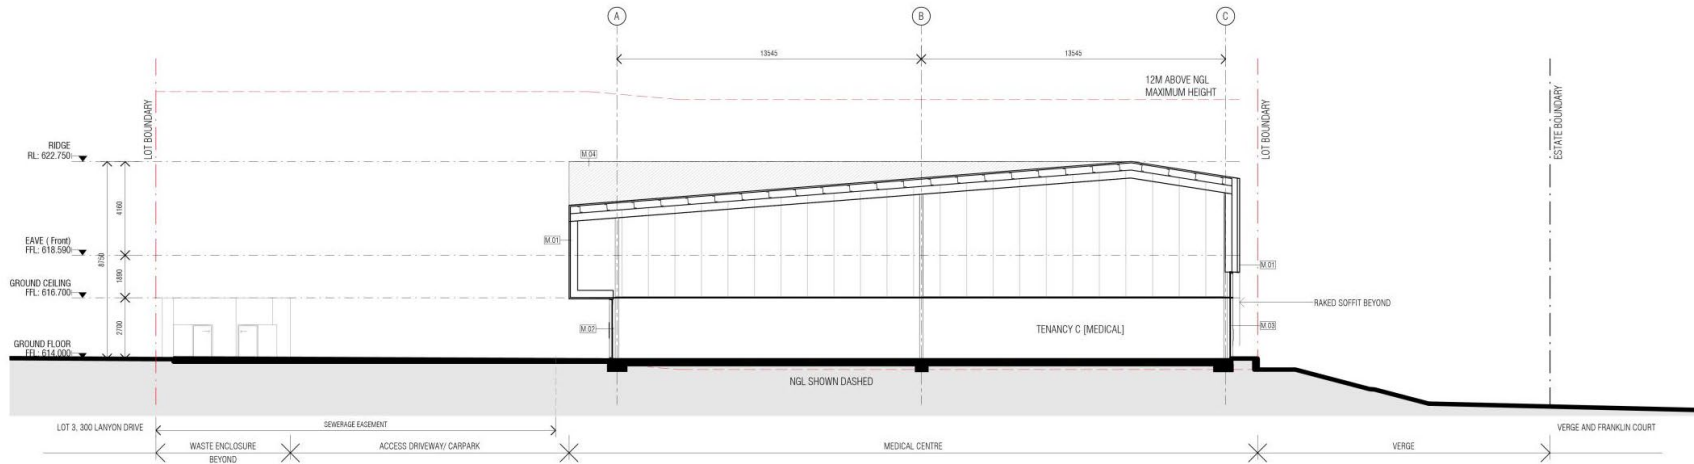 A
B
C
13545
13545
12M ABOVE NGL
MAXIMUM HEIGHT
LOT BOUNDARY
LOT BOUNDARY
ESTATE BOUNDARY
RIDGE
RL: 622.750
M.04
4160
8750
M.01
EAVE ( Front)
FFL: 618.590
M.01
1890
GROUND CEILING
FFL: 616.700
RAKED SOFFIT BEYOND
2700
M.02
TENANCY C [MEDICAL]
M.03
GROUND FLOOR
FFL: 614.000
NGL SHOWN DASHED
LOT 3, 300 LANYON DRIVE
SEWERAGE EASEMENT
VERGE AND FRANKLIN COURT
WASTE ENCLOSURE
BEYOND
ACCESS DRIVEWAY/ CARPARK
MEDICAL CENTRE
VERGE